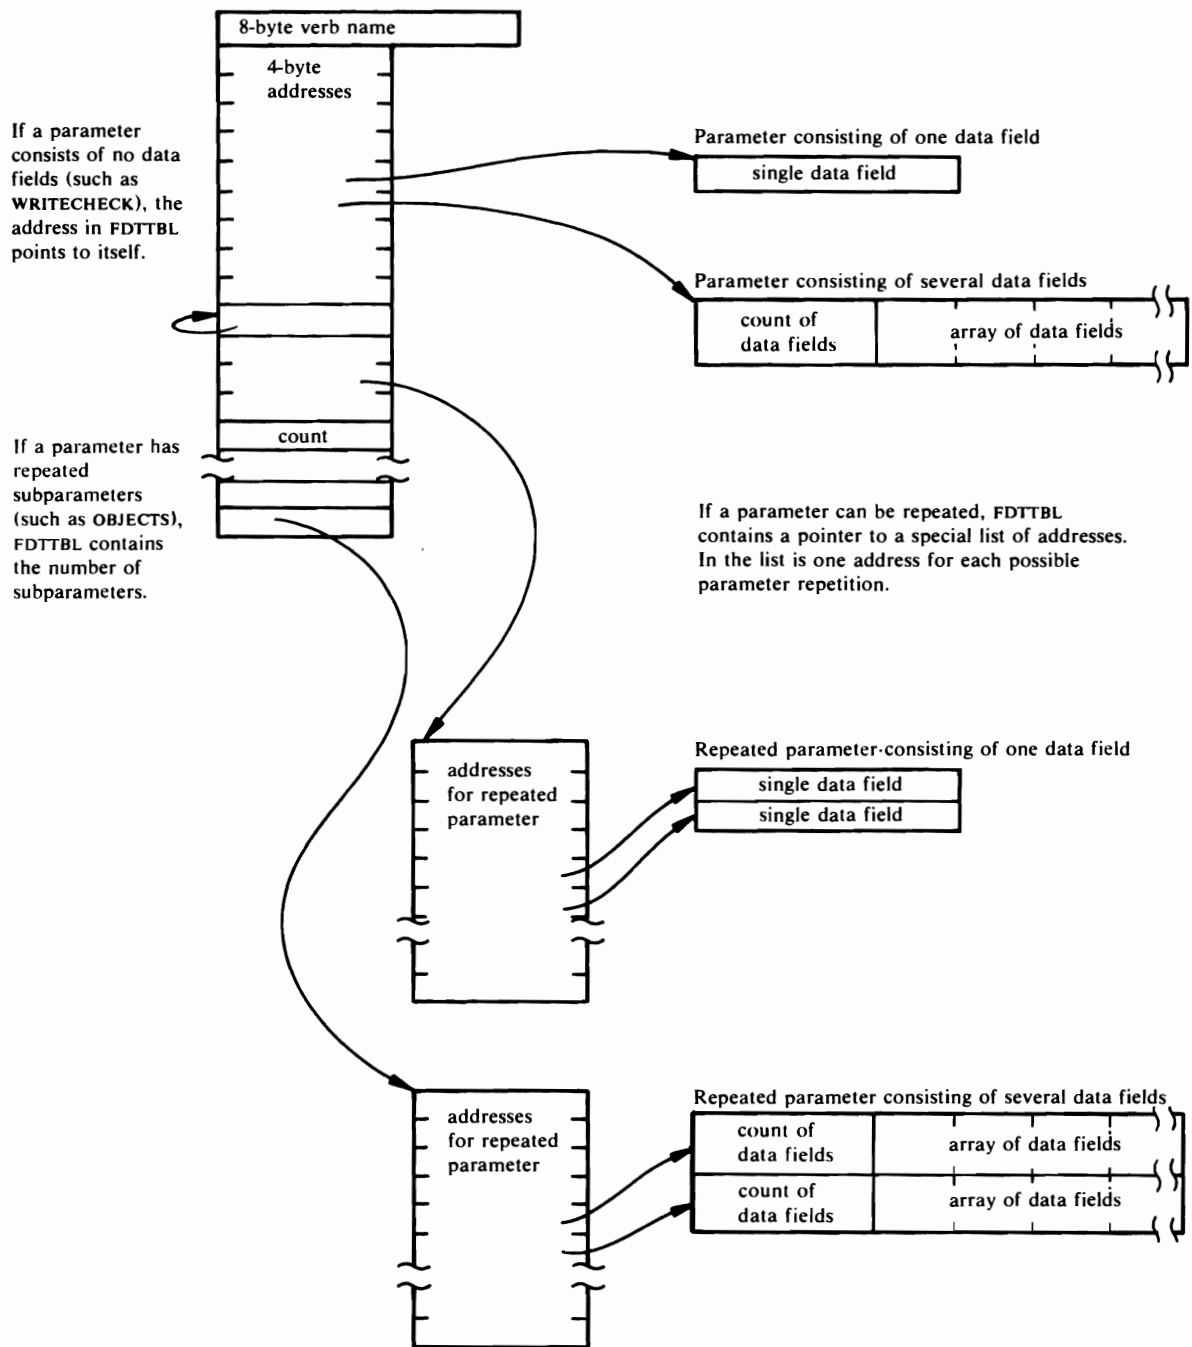 8-byte verb name
4-byte
addresses
If a parameter
consists of no data
fields (such as
WRITECHECK), the
address in FDTTBL
points to itself.
Parameter consisting of one data field
single data field
Parameter consisting of several data fields
count of
data fields
array of data fields
count
If a parameter has
repeated
subparameters
(such as OBJECTS),
FDTTBL contains
the number of
subparameters.
If a parameter can be repeated, FDTTBL
contains a pointer to a special list of addresses.
In the list is one address for each possible
parameter repetition.
addresses
for repeated
parameter
Repeated parameter·consisting of one data field
single data field
single data field
addresses
for repeated
parameter
Repeated parameter consisting of several data fields
count of
data fields
array of data fields
count of
data fields
array of data fields